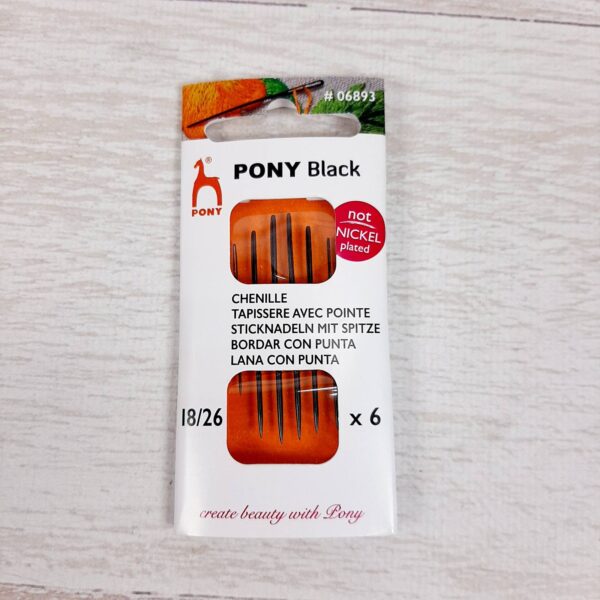 # 06893
®
PONY
PONY Black
not
NICKEL
plated
CHENILLE
TAPISSERE AVEC POINTE
STICKNADELN MIT SPITZE
BORDAR CON PUNTA
LANA CON PUNTA
18/26 x 6
create beauty with Pony